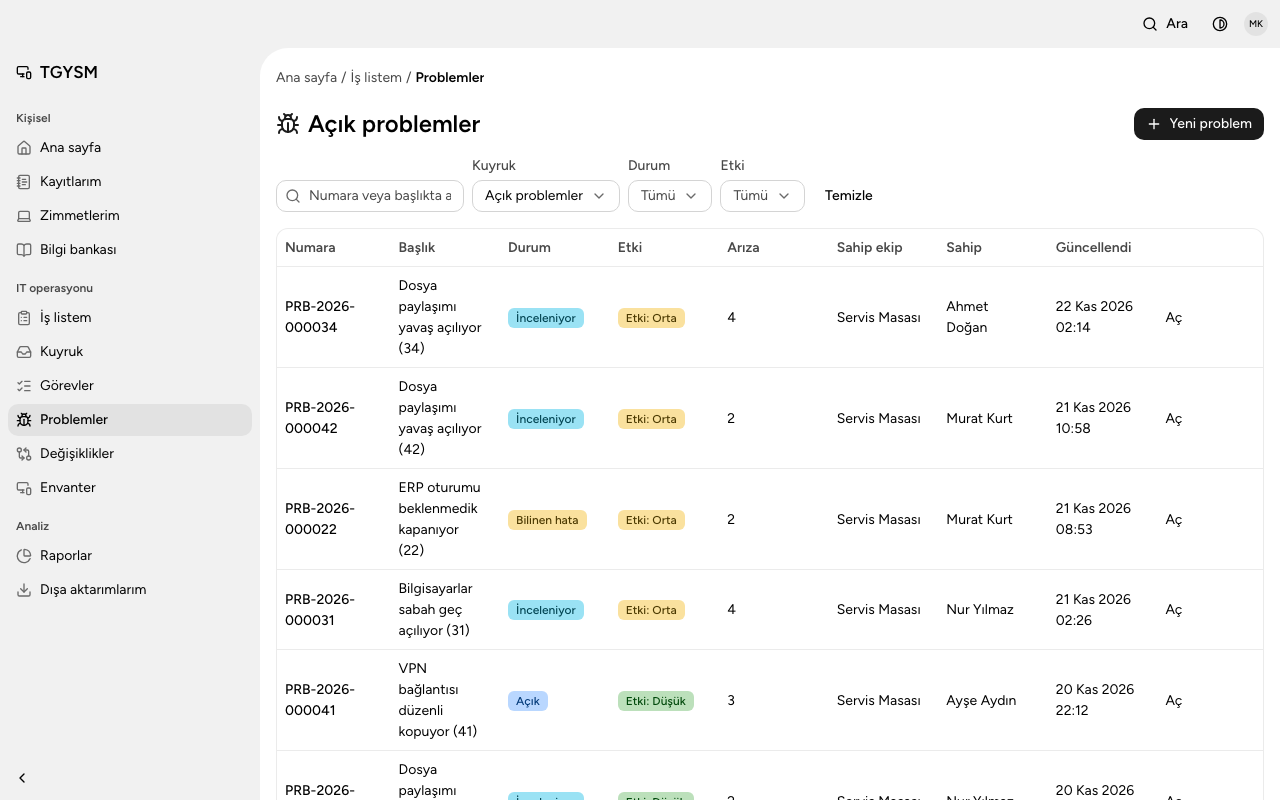 Ara
MK
TGYSM
Kişisel
Ana sayfa
Kayıtlarım
Zimmetlerim
Bilgi bankası
IT operasyonu
İş listem
Kuyruk
Görevler
Problemler
Değişiklikler
Envanter
Analiz
Raporlar
Dışa aktarımlarım
Ana sayfa / İş listem / Problemler
Açık problemler
Yeni problem
Kuyruk
Durum
Etki
Numara veya başlıkta a
Açık problemler
Tümü
Tümü
Temizle
Numara Başlık Durum Etki Arıza Sahip ekip Sahip Güncellendi
PRB-2026-
000034
Dosya
paylaşımı
yavaş açılıyor
(34)
İnceleniyor
Etki: Orta
4
Servis Masası
Ahmet
Doğan
22 Kas 2026
02:14
Aç
PRB-2026-
000042
Dosya
paylaşımı
yavaş açılıyor
(42)
İnceleniyor
Etki: Orta
2
Servis Masası
Murat Kurt
21 Kas 2026
10:58
Aç
PRB-2026-
000022
ERP oturumu
beklenmedik
kapanıyor
(22)
Bilinen hata
Etki: Orta
2
Servis Masası
Murat Kurt
21 Kas 2026
08:53
Aç
PRB-2026-
000031
Bilgisayarlar
sabah geç
açılıyor (31)
İnceleniyor
Etki: Orta
4
Servis Masası
Nur Yılmaz
21 Kas 2026
02:26
Aç
PRB-2026-
000041
VPN
bağlantısı
düzenli
kopuyor (41)
Açık
Etki: Düşük
3
Servis Masası
Ayşe Aydın
20 Kas 2026
22:12
Aç
PRB-2026-
Dosya
paylaşımı
20 Kas 2026